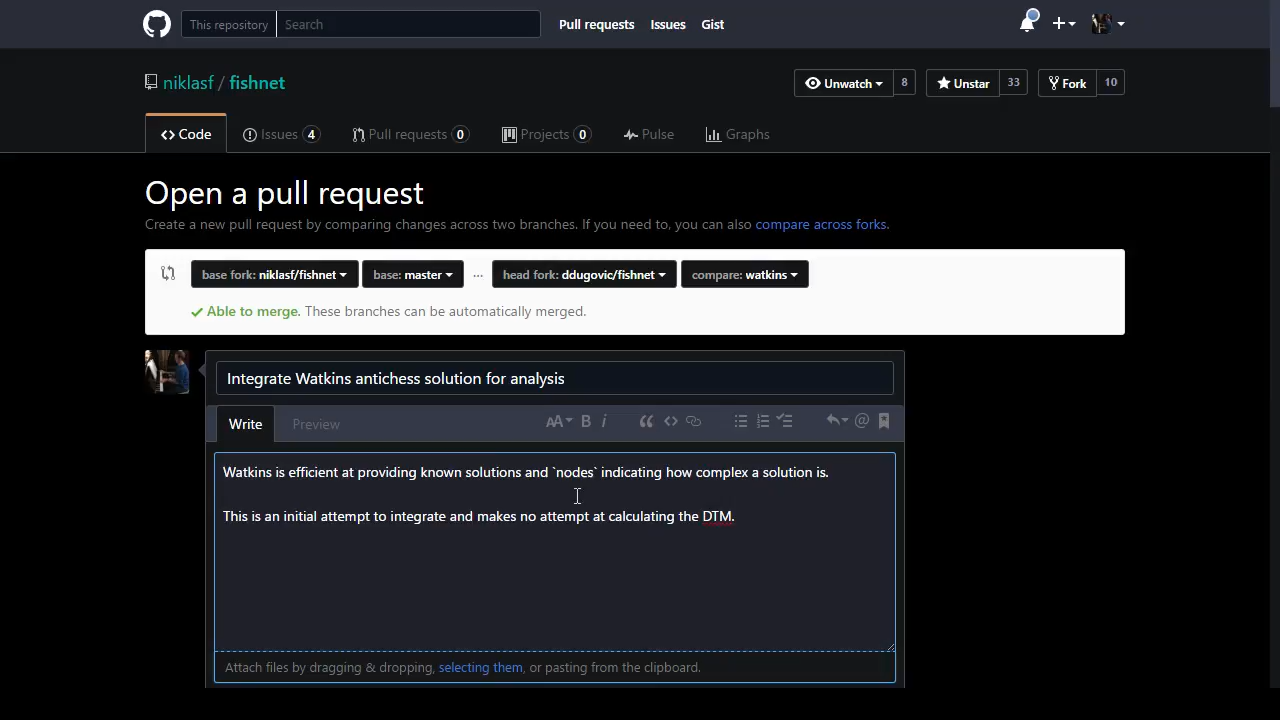 This repository Search Pull requests Issues Gist
niklasf / fishnet Unwatch 8 Unstar 33 Fork 10
Code Issues 4 Pull requests 0 Projects 0 Pulse Graphs
Open a pull request
Create a new pull request by comparing changes across two branches. If you need to, you can also compare across forks.
base fork: niklasf/fishnet base: master ... head fork: ddugovic/fishnet compare: watkins
Able to merge. These branches can be automatically merged.
Integrate Watkins antichess solution for analysis
Write Preview AA B i
Watkins is efficient at providing known solutions and `nodes` indicating how complex a solution is.
This is an initial attempt to integrate and makes no attempt at calculating the DTM.
Attach files by dragging & dropping, selecting them, or pasting from the clipboard.